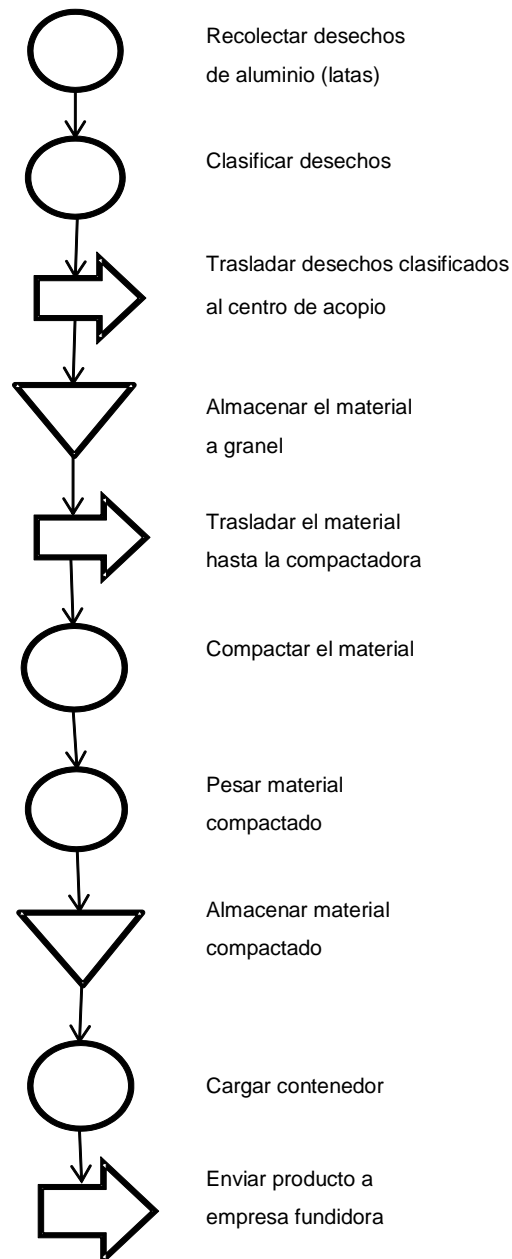 Recolectar desechos
de aluminio (latas)
Clasificar desechos
Trasladar desechos clasificados
al centro de acopio
Almacenar el material
a granel
Trasladar el material
hasta la compactadora
Compactar el material
Pesar material
compactado
Almacenar material
compactado
Cargar contenedor
Enviar producto a
empresa fundidora